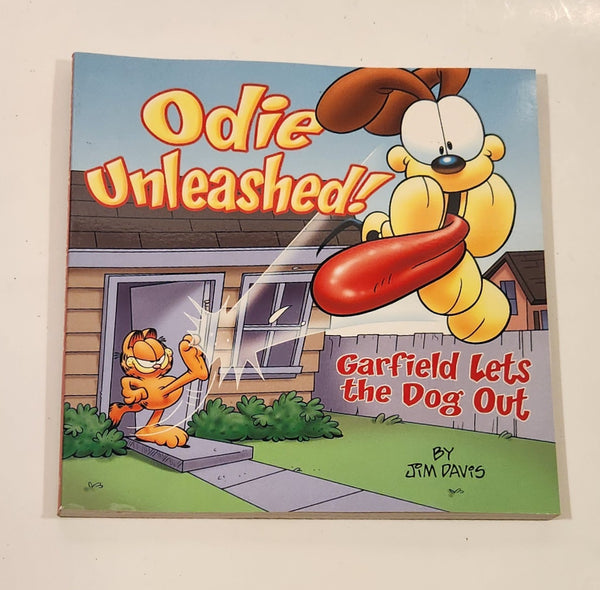 Odie
Unleashed!
Garfield Lets
the Dog Out
BY
JIM DAVIS